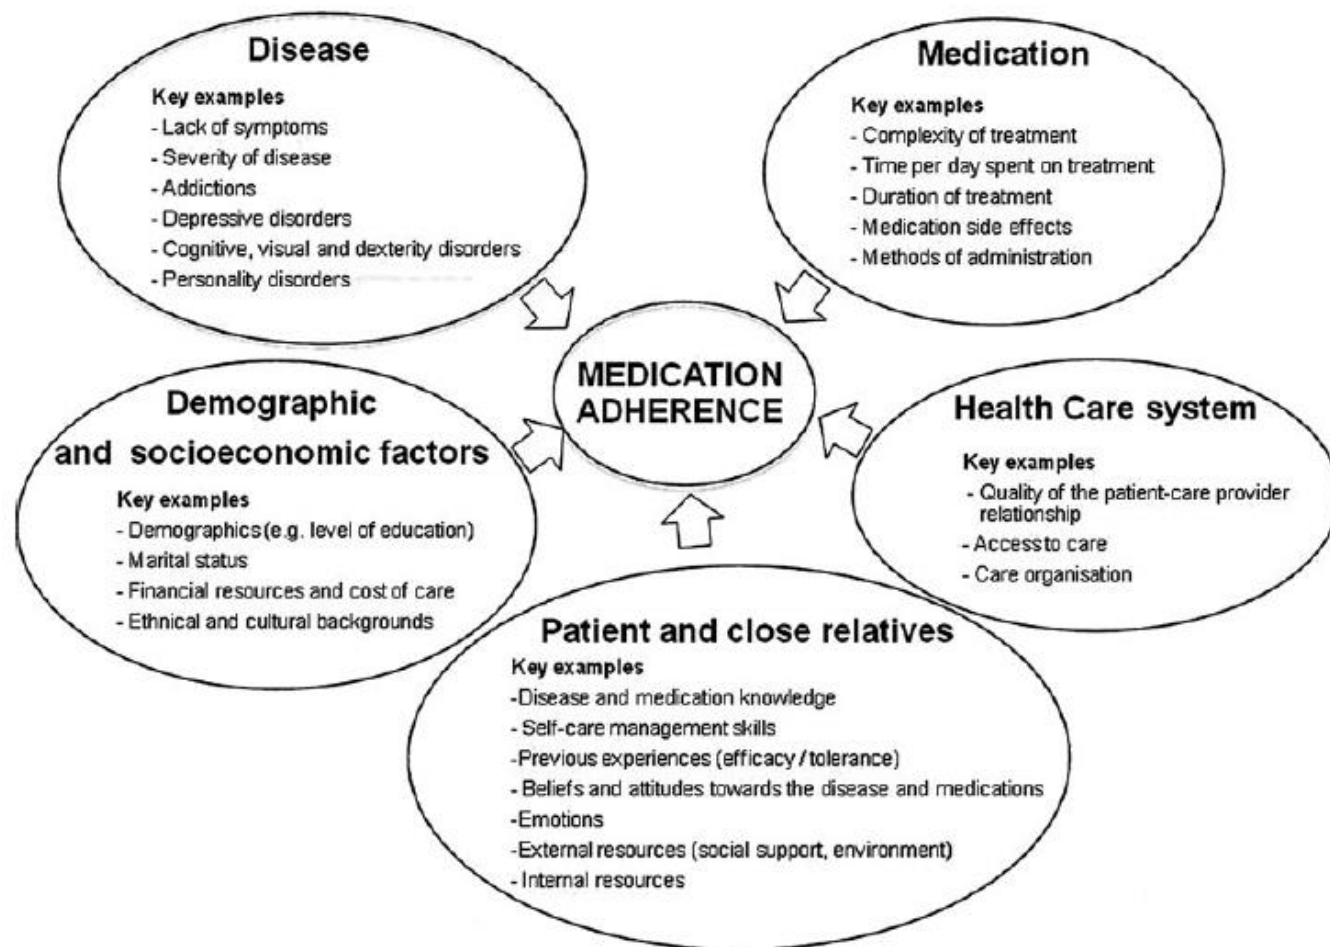 Disease
Key examples
- Lack of symptoms
- Severity of disease
- Addictions
- Depressive disorders
- Cognitive, visual and dexterity disorders
- Personality disorders
Medication
Key examples
- Complexity of treatment
- Time per day spent on treatment
- Duration of treatment
- Medication side effects
- Methods of administration
MEDICATION
ADHERENCE
Demographic
and socioeconomic factors
Key examples
- Demographics (e.g. level of education)
- Marital status
- Financial resources and cost of care
- Ethnical and cultural backgrounds
Health Care system
Key examples
- Quality of the patient-care provider
relationship
- Access to care
- Care organisation
Patient and close relatives
Key examples
-Disease and medication knowledge
- Self-care management skills
-Previous experiences (efficacy / tolerance)
- Beliefs and attitudes towards the disease and medications
-Emotions
-External resources (social support, environment)
- Internal resources